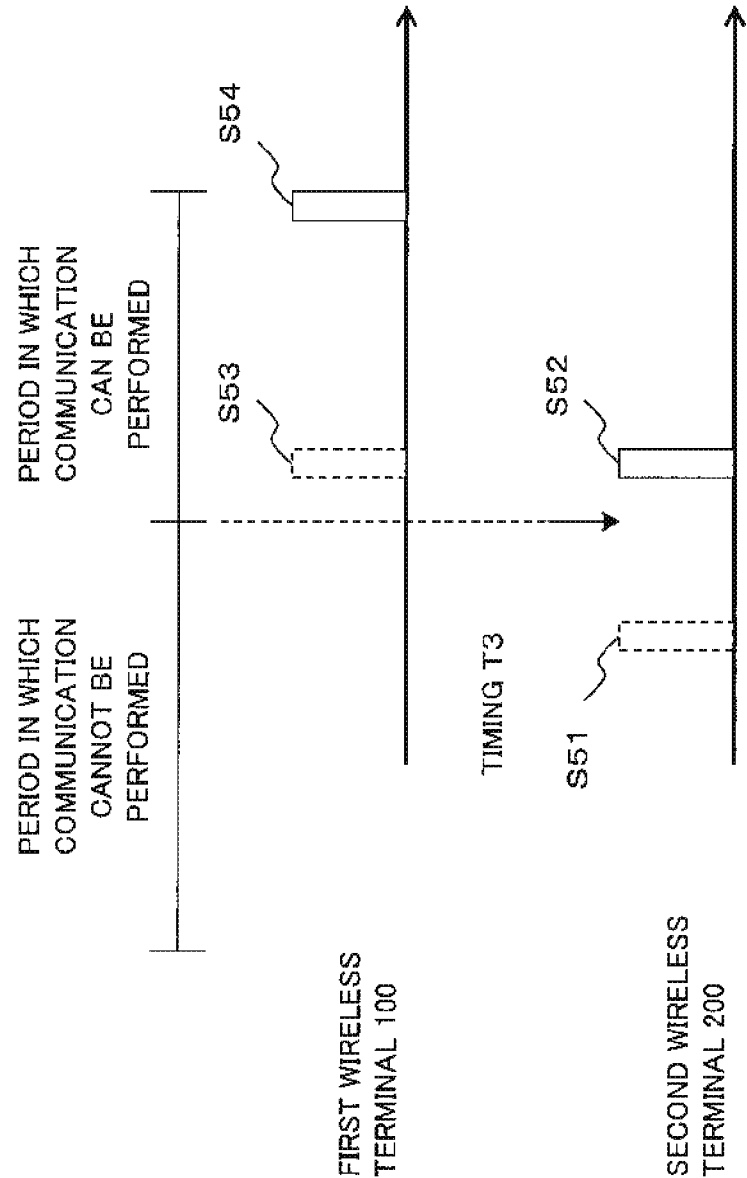 PERIOD IN WHICH
COMMUNICATION
CANNOT BE
PERFORMED
PERIOD IN WHICH
COMMUNICATION
CAN BE
PERFORMED
FIRST WIRELESS
TERMINAL 100
S53
S54
TIMING T3
SECOND WIRELESS
TERMINAL 200
S51
S52